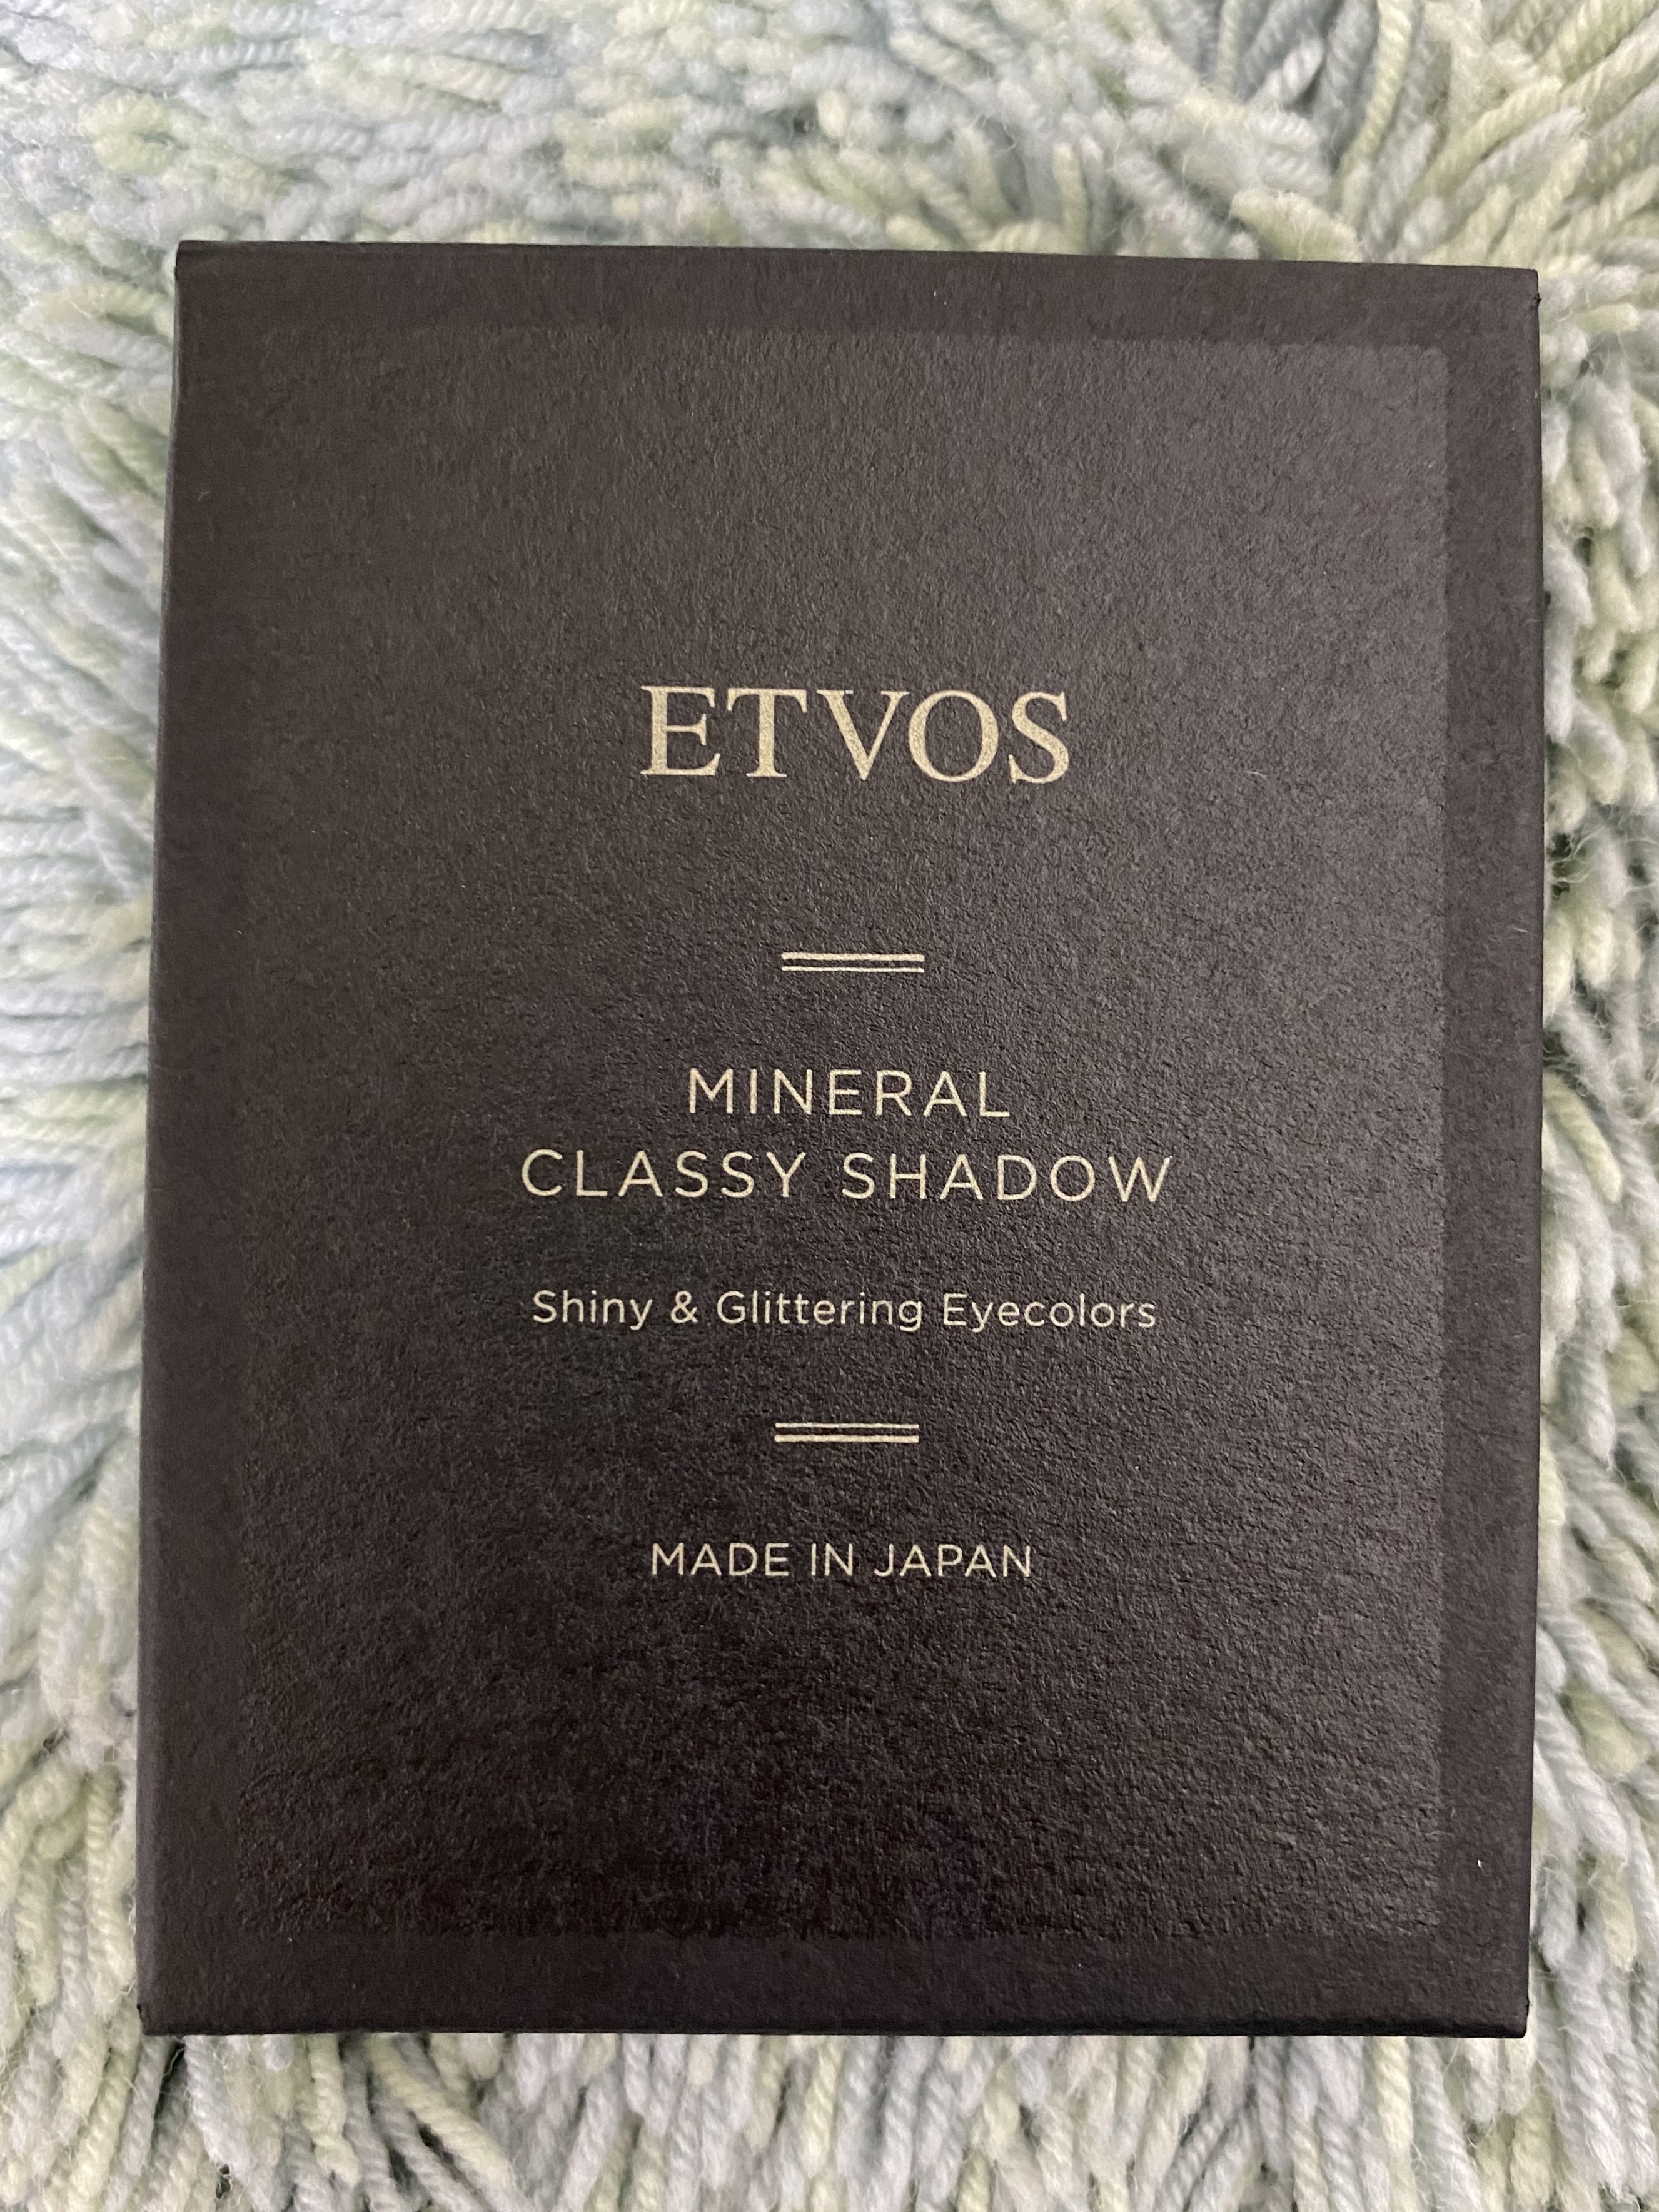 ETVOS
MINERAL
CLASSY SHADOW
Shiny & Glittering Eyecolors
MADE IN JAPAN